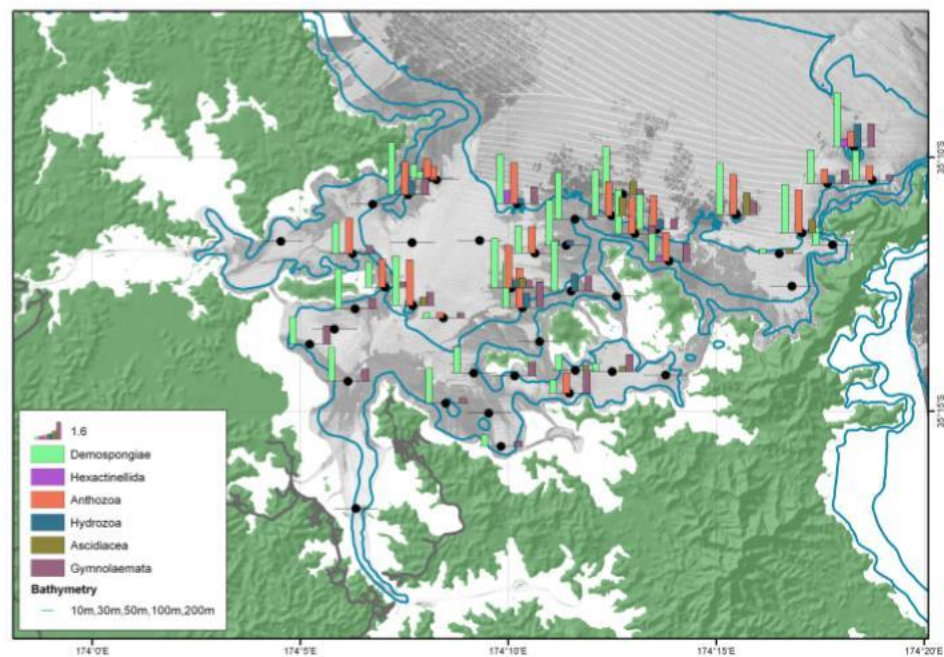 35°10'S
35°15'S
1.6
Demospongiae
Hexactinellida
Anthozoa
Hydrozoa
Ascidiacea
Gymnolaemata
Bathymetry
10m,30m,50m,100m,200m
174°0'E
174°5'E
174°10'E
174°15'E
174°20'E